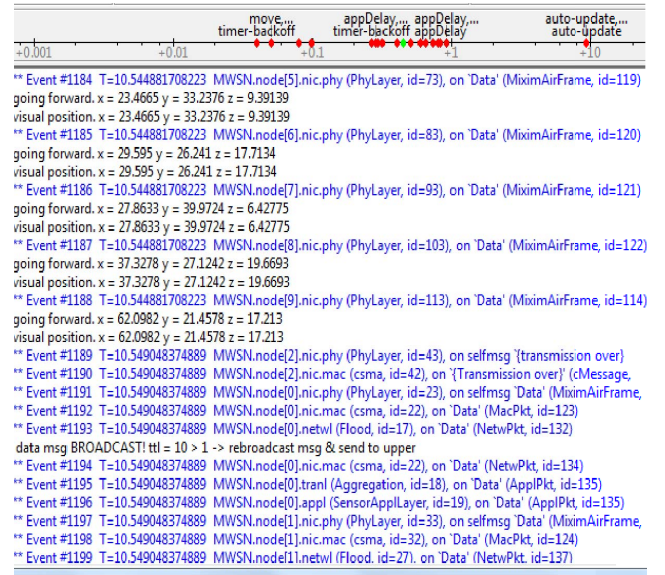 move,... appDelay,... appDelay,... auto-update,...
timer-backoff timer-backoff appDelay auto-update
+0.001 +0.01 +0.1 +1 +10
** Event #1184 T=10.544881708223 MWSN.node[5].nic.phy (PhyLayer, id=73), on `Data' (MiximAirFrame, id=119)
going forward. x = 23.4665 y = 33.2376 z = 9.39139
visual position. x = 23.4665 y = 33.2376 z = 9.39139
** Event #1185 T=10.544881708223 MWSN.node[6].nic.phy (PhyLayer, id=83), on `Data' (MiximAirFrame, id=120)
going forward. x = 29.595 y = 26.241 z = 17.7134
visual position. x = 29.595 y = 26.241 z = 17.7134
** Event #1186 T=10.544881708223 MWSN.node[7].nic.phy (PhyLayer, id=93), on `Data' (MiximAirFrame, id=121)
going forward. x = 27.8633 y = 39.9724 z = 6.42775
visual position. x = 27.8633 y = 39.9724 z = 6.42775
** Event #1187 T=10.544881708223 MWSN.node[8].nic.phy (PhyLayer, id=103), on `Data' (MiximAirFrame, id=122)
going forward. x = 37.3278 y = 27.1242 z = 19.6693
visual position. x = 37.3278 y = 27.1242 z = 19.6693
** Event #1188 T=10.544881708223 MWSN.node[9].nic.phy (PhyLayer, id=113), on `Data' (MiximAirFrame, id=114)
going forward. x = 62.0982 y = 21.4578 z = 17.213
visual position. x = 62.0982 y = 21.4578 z = 17.213
** Event #1189 T=10.549048374889 MWSN.node[2].nic.phy (PhyLayer, id=43), on selfmsg `{transmission over}
** Event #1190 T=10.549048374889 MWSN.node[2].nic.mac (csma, id=42), on `{Transmission over}' (cMessage,
** Event #1191 T=10.549048374889 MWSN.node[0].nic.phy (PhyLayer, id=23), on selfmsg `Data' (MiximAirFrame,
** Event #1192 T=10.549048374889 MWSN.node[0].nic.mac (csma, id=22), on `Data' (MacPkt, id=123)
** Event #1193 T=10.549048374889 MWSN.node[0].netwl (Flood, id=17), on `Data' (NetwPkt, id=132)
data msg BROADCAST! ttl = 10 > 1 -> rebroadcast msg & send to upper
** Event #1194 T=10.549048374889 MWSN.node[0].nic.mac (csma, id=22), on `Data' (NetwPkt, id=134)
** Event #1195 T=10.549048374889 MWSN.node[0].tranl (Aggregation, id=18), on `Data' (ApplPkt, id=135)
** Event #1196 T=10.549048374889 MWSN.node[0].appl (SensorApplLayer, id=19), on `Data' (ApplPkt, id=135)
** Event #1197 T=10.549048374889 MWSN.node[1].nic.phy (PhyLayer, id=33), on selfmsg `Data' (MiximAirFrame,
** Event #1198 T=10.549048374889 MWSN.node[1].nic.mac (csma, id=32), on `Data' (MacPkt, id=124)
** Event #1199 T=10.549048374889 MWSN.node[1].netwl (Flood, id=27), on `Data' (NetwPkt, id=137)